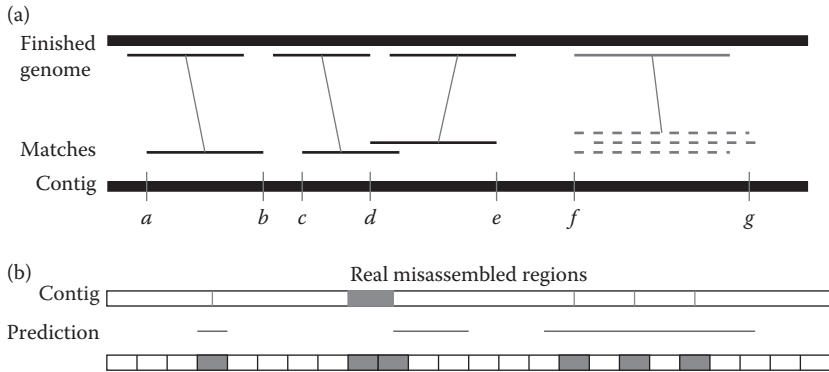 (a)
Finished
genome
Matches
Contig
a b c d e f g
(b)
Real misassembled regions
Contig
Prediction